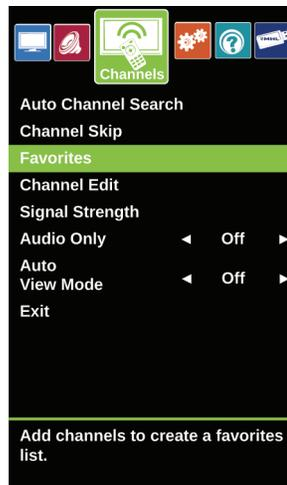 Channels
Auto Channel Search
Channel Skip
Favorites
Channel Edit
Signal Strength
Audio Only ◄ Off ►
Auto
View Mode ◄ Off ►
Exit
Add channels to create a favorites
list.